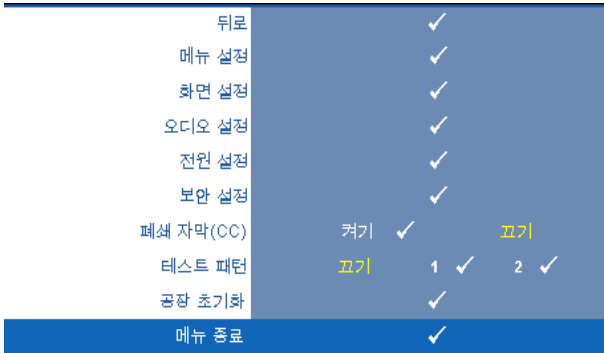 뒤로 ✓
메뉴 설정 ✓
화면 설정 ✓
오디오 설정 ✓
전원 설정 ✓
보안 설정 ✓
폐쇄 자막(CC) 켜기 ✓ 끄기
테스트 패턴 끄기 1 ✓ 2 ✓
공장 초기화 ✓
메뉴 종료 ✓